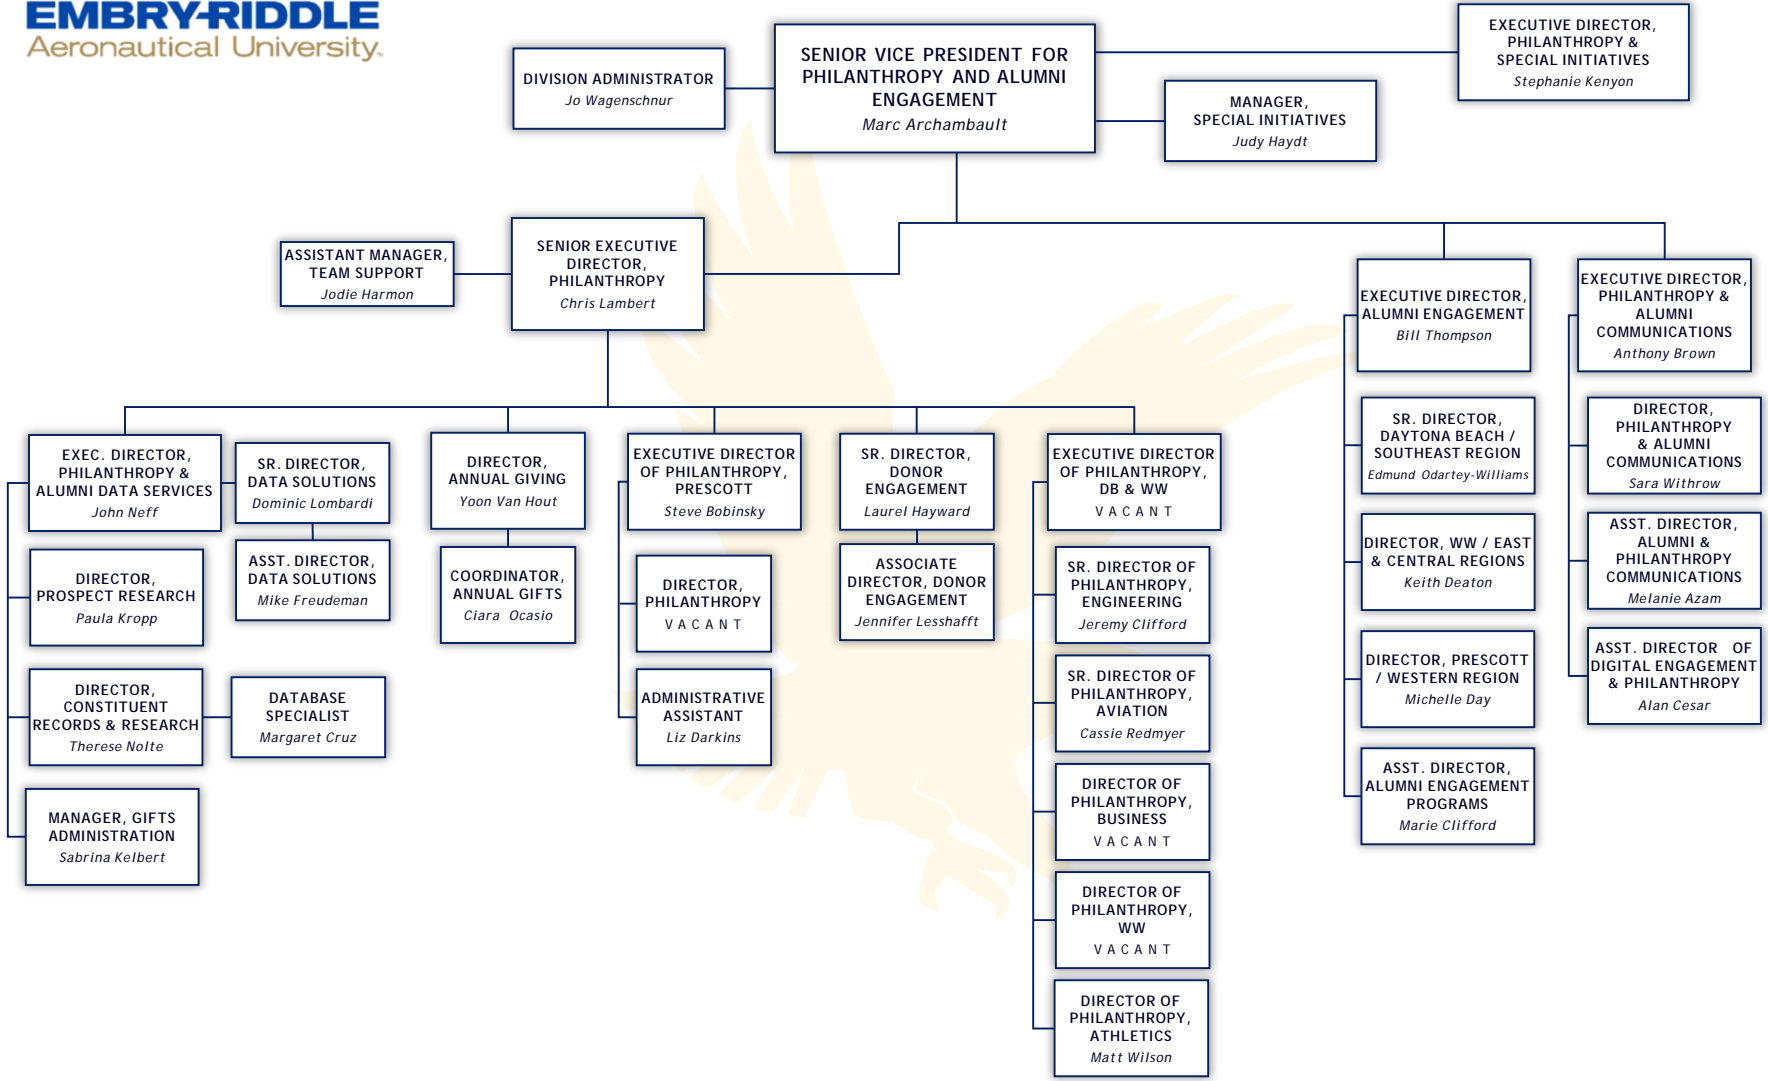 EMBRY-RIDDLE
Aeronautical University.
DIVISION ADMINISTRATOR
Jo Wagenschnur
SENIOR VICE PRESIDENT FOR
PHILANTHROPY AND ALUMNI
ENGAGEMENT
Marc Archambault
EXECUTIVE DIRECTOR,
PHILANTHROPY &
SPECIAL INITIATIVES
Stephanie Kenyon
MANAGER,
SPECIAL INITIATIVES
Judy Haydt
ASSISTANT MANAGER,
TEAM SUPPORT
Jodie Harmon
SENIOR EXECUTIVE
DIRECTOR,
PHILANTHROPY
Chris Lambert
EXECUTIVE DIRECTOR,
ALUMNI ENGAGEMENT
Bill Thompson
EXECUTIVE DIRECTOR,
PHILANTHROPY &
ALUMNI
COMMUNICATIONS
Anthony Brown
EXEC. DIRECTOR,
PHILANTHROPY &
ALUMNI DATA SERVICES
John Neff
SR. DIRECTOR,
DATA SOLUTIONS
Dominic Lombardi
ASST. DIRECTOR,
DATA SOLUTIONS
Mike Freudeman
DIRECTOR,
PROSPECT RESEARCH
Paula Kropp
DIRECTOR,
CONSTITUENT
RECORDS & RESEARCH
Therese Nolte
DATABASE
SPECIALIST
Margaret Cruz
MANAGER, GIFTS
ADMINISTRATION
Sabrina Kelbert
DIRECTOR,
ANNUAL GIVING
Yoon Van Hout
COORDINATOR,
ANNUAL GIFTS
Ciara Ocasio
EXECUTIVE DIRECTOR
OF PHILANTHROPY,
PRESCOTT
Steve Bobinsky
DIRECTOR,
PHILANTHROPY
VACANT
ADMINISTRATIVE
ASSISTANT
Liz Darkins
SR. DIRECTOR,
DONOR
ENGAGEMENT
Laurel Hayward
ASSOCIATE
DIRECTOR, DONOR
ENGAGEMENT
Jennifer Lesshafft
EXECUTIVE DIRECTOR
OF PHILANTHROPY,
DB & WW
VACANT
SR. DIRECTOR OF
PHILANTHROPY,
ENGINEERING
Jeremy Clifford
SR. DIRECTOR OF
PHILANTHROPY,
AVIATION
Cassie Redmyer
DIRECTOR OF
PHILANTHROPY,
BUSINESS
VACANT
DIRECTOR OF
PHILANTHROPY,
WW
VACANT
DIRECTOR OF
PHILANTHROPY,
ATHLETICS
Matt Wilson
SR. DIRECTOR,
DAYTONA BEACH /
SOUTHEAST REGION
Edmund Odartey-Williams
DIRECTOR, WW / EAST
& CENTRAL REGIONS
Keith Deaton
DIRECTOR, PRESCOTT
/ WESTERN REGION
Michelle Day
ASST. DIRECTOR,
ALUMNI ENGAGEMENT
PROGRAMS
Marie Clifford
DIRECTOR,
PHILANTHROPY
& ALUMNI
COMMUNICATIONS
Sara Withrow
ASST. DIRECTOR,
ALUMNI &
PHILANTHROPY
COMMUNICATIONS
Melanie Azam
ASST. DIRECTOR OF
DIGITAL ENGAGEMENT
& PHILANTHROPY
Alan Cesar